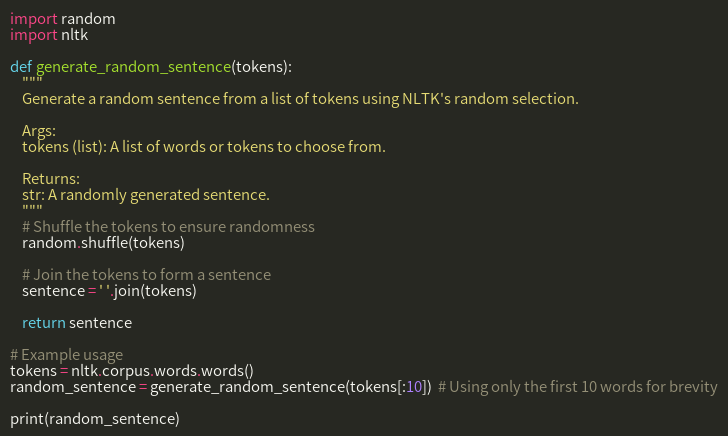 import random
import nltk

def generate_random_sentence(tokens):
    """
    Generate a random sentence from a list of tokens using NLTK's random selection.

    Args:
    tokens (list): A list of words or tokens to choose from.

    Returns:
    str: A randomly generated sentence.
    """
    # Shuffle the tokens to ensure randomness
    random.shuffle(tokens)

    # Join the tokens to form a sentence
    sentence = ' '.join(tokens)

    return sentence

# Example usage
tokens = nltk.corpus.words.words()
random_sentence = generate_random_sentence(tokens[:10])  # Using only the first 10 words for brevity

print(random_sentence)